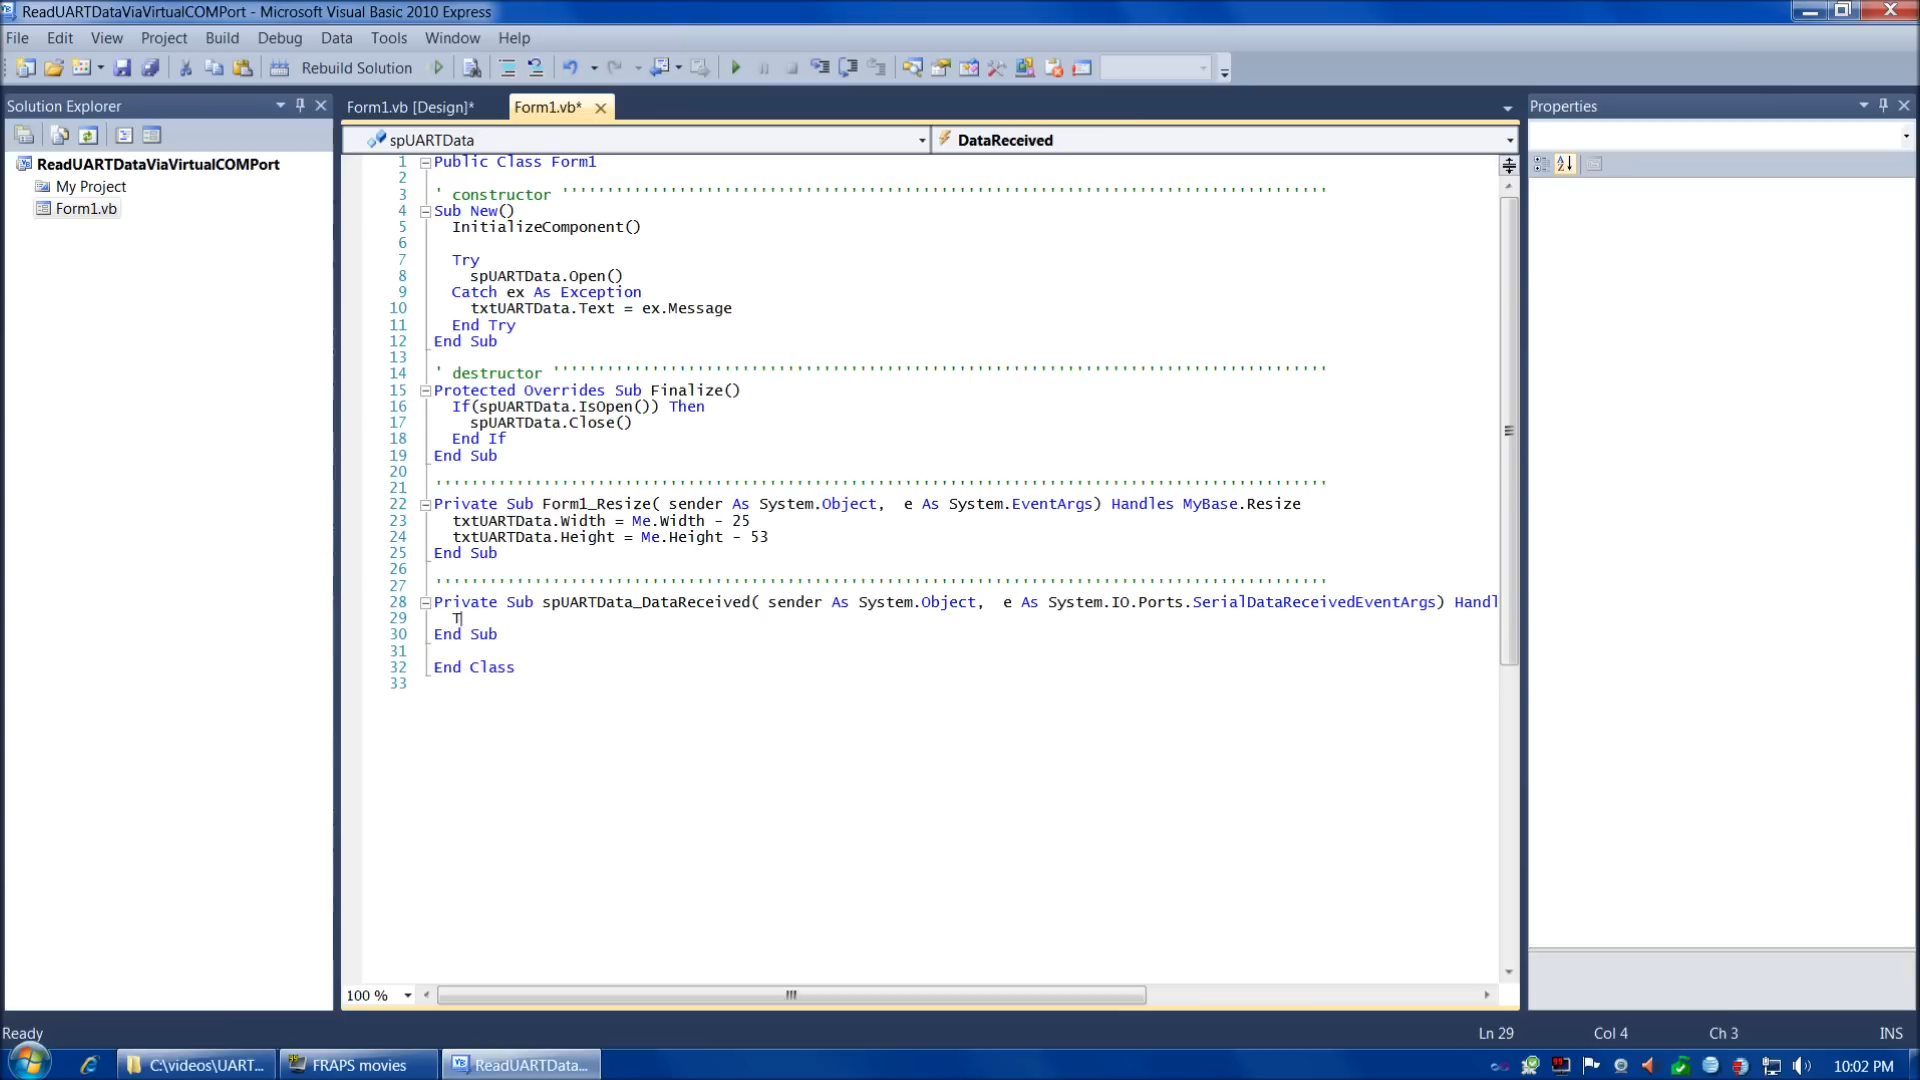 ReadUARTDataViaVirtualCOMPort - Microsoft Visual Basic 2010 Express
File Edit View Project Build Debug Data Tools Window Help
Rebuild Solution
Solution Explorer
Form1.vb [Design]*
Form1.vb*
Properties
spUARTData
DataReceived
ReadUARTDataViaVirtualCOMPort
My Project
Form1.vb
1 Public Class Form1
2
3 ' constructor '''''''''''''''''''''''''''''''''''''''''''''''''''''''''''''''''''''''''''''''''''''
4 Sub New()
5 InitializeComponent()
6
7 Try
8 spUARTData.Open()
9 Catch ex As Exception
10 txtUARTData.Text = ex.Message
11 End Try
12 End Sub
13
14 ' destructor ''''''''''''''''''''''''''''''''''''''''''''''''''''''''''''''''''''''''''''''''''''''
15 Protected Overrides Sub Finalize()
16 If(spUARTData.IsOpen()) Then
17 spUARTData.Close()
18 End If
19 End Sub
20
21 '''''''''''''''''''''''''''''''''''''''''''''''''''''''''''''''''''''''''''''''''''''''''''''''''''
22 Private Sub Form1_Resize( sender As System.Object,  e As System.EventArgs) Handles MyBase.Resize
23 txtUARTData.Width = Me.Width - 25
24 txtUARTData.Height = Me.Height - 53
25 End Sub
26
27 '''''''''''''''''''''''''''''''''''''''''''''''''''''''''''''''''''''''''''''''''''''''''''''''''''
28 Private Sub spUARTData_DataReceived( sender As System.Object,  e As System.IO.Ports.SerialDataReceivedEventArgs) Handl
29 T
30 End Sub
31
32 End Class
33
100 %
Ready
Ln 29
Col 4
Ch 3
INS
C:\videos\UART...
FRAPS movies
ReadUARTData...
10:02 PM